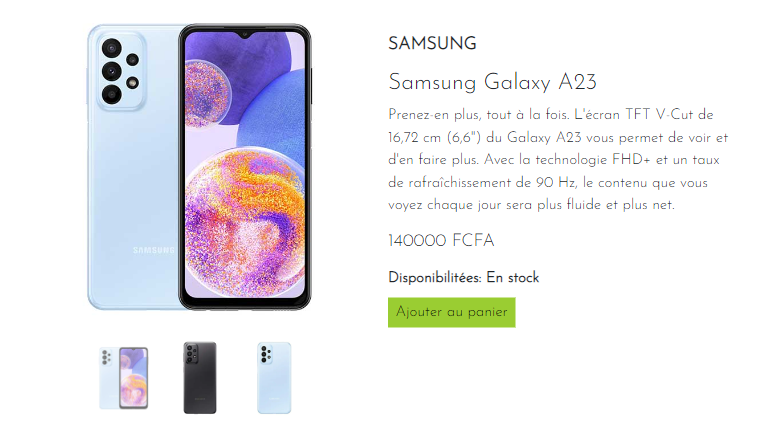 SAMSUNG
Samsung Galaxy A23
Prenez-en plus, tout à la fois. L'écran TFT V-Cut de
16,72 cm (6,6") du Galaxy A23 vous permet de voir et
d'en faire plus. Avec la technologie FHD+ et un taux
de rafraîchissement de 90 Hz, le contenu que vous
voyez chaque jour sera plus fluide et plus net.
140000 FCFA
Disponibilitées: En stock
Ajouter au panier
SAMSUNG